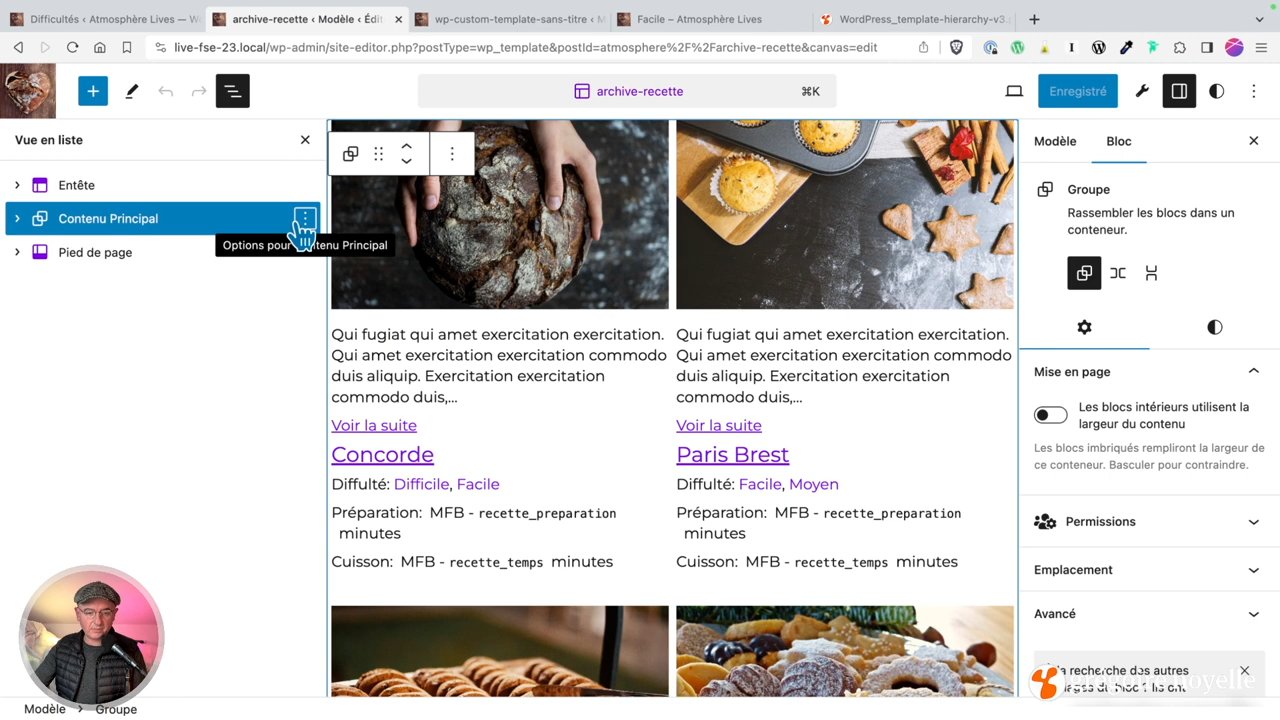 Difficultés ‹ Atmosphère Lives — W
archive-recette ‹ Modèle ‹ Édit
wp-custom-template-sans-titre ‹ M
Facile – Atmosphère Lives
WordPress_template-hierarchy-v3.
live-fse-23.local/wp-admin/site-editor.php?postType=wp_template&postId=atmosphere%2F%2Farchive-recette&canvas=edit
archive-recette
⌘K
Enregistré
Vue en liste
Entête
Contenu Principal
Options pour Contenu Principal
Pied de page
Qui fugiat qui amet exercitation exercitation.
Qui amet exercitation exercitation commodo
duis aliquip. Exercitation exercitation
commodo duis,...
Voir la suite
Concorde
Diffulté: Difficile, Facile
Préparation: MFB - recette_preparation
minutes
Cuisson: MFB - recette_temps minutes
Qui fugiat qui amet exercitation exercitation.
Qui amet exercitation exercitation commodo
duis aliquip. Exercitation exercitation
commodo duis,...
Voir la suite
Paris Brest
Diffulté: Facile, Moyen
Préparation: MFB - recette_preparation
minutes
Cuisson: MFB - recette_temps minutes
Modèle
Bloc
Groupe
Rassembler les blocs dans un
conteneur.
Mise en page
Les blocs intérieurs utilisent la
largeur du contenu
Les blocs imbriqués rempliront la largeur de
ce conteneur. Basculer pour contraindre.
Permissions
Emplacement
Avancé
la recherche des autres
Modèle > Groupe